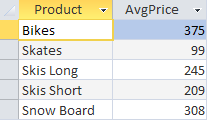 Product AvgPrice
Bikes 375
Skates 99
Skis Long 245
Skis Short 209
Snow Board 308